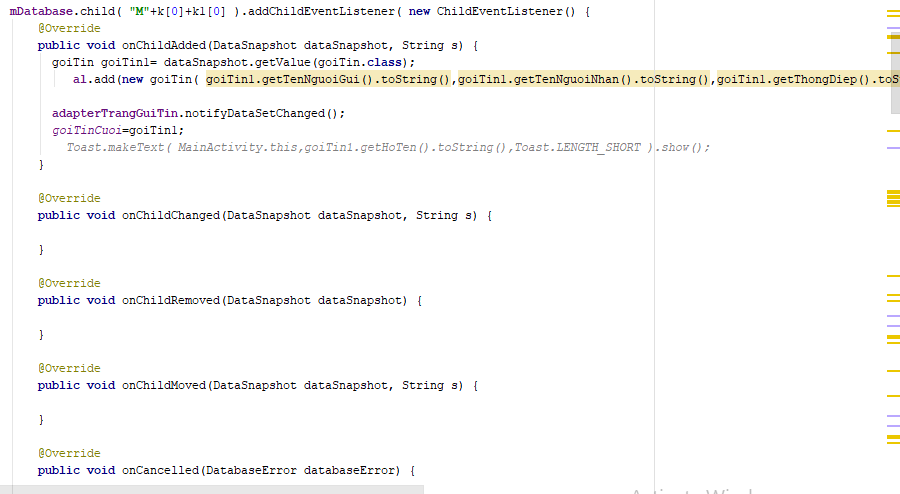 mDatabase.child( "M"+k[0]+k1[0] ).addChildEventListener( new ChildEventListener() {
@Override
public void onChildAdded(DataSnapshot dataSnapshot, String s) {
goiTin goiTin1= dataSnapshot.getValue(goiTin.class);
al.add(new goiTin( goiTin1.getTenNguoiGui().toString(),goiTin1.getTenNguoiNhan().toString(),goiTin1.getThongDiep().toS
adapterTrangGuiTin.notifyDataSetChanged();
goiTinCuoi=goiTin1;
Toast.makeText( MainActivity.this,goiTin1.getHoTen().toString(),Toast.LENGTH_SHORT ).show();
}
@Override
public void onChildChanged(DataSnapshot dataSnapshot, String s) {
}
@Override
public void onChildRemoved(DataSnapshot dataSnapshot) {
}
@Override
public void onChildMoved(DataSnapshot dataSnapshot, String s) {
}
@Override
public void onCancelled(DatabaseError databaseError) {